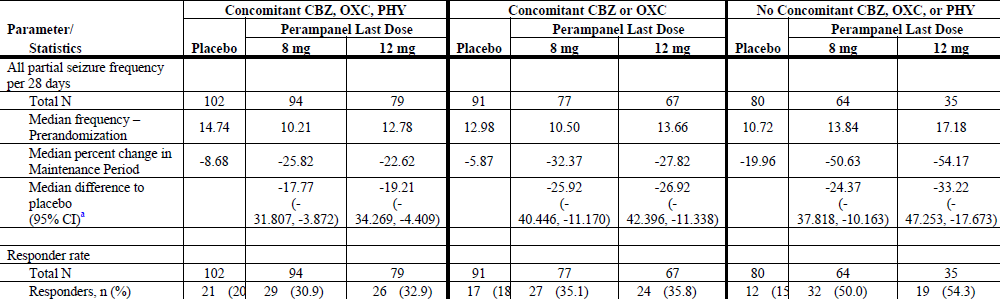 Parameter/ Statistics Concomitant CBZ, OXC, PHY Concomitant CBZ or OXC No Concomitant CBZ, OXC, or PHY
Placebo Perampanel Last Dose Placebo Perampanel Last Dose Placebo Perampanel Last Dose
8 mg 12 mg 8 mg 12 mg 8 mg 12 mg
All partial seizure frequency
per 28 days
Total N 102 94 79 91 77 67 80 64 35
Median frequency –
Prerandomization 14.74 10.21 12.78 12.98 10.50 13.66 10.72 13.84 17.18
Median percent change in
Maintenance Period -8.68 -25.82 -22.62 -5.87 -32.37 -27.82 -19.96 -50.63 -54.17
Median difference to -17.77 -19.21 -25.92 -26.92 -24.37 -33.22
placebo (- (- (- (- (- (-
(95% CI)a 31.807, -3.872) 34.269, -4.409) 40.446, -11.170) 42.396, -11.338) 37.818, -10.163) 47.253, -17.673)
Responder rate
Total N 102 94 79 91 77 67 80 64 35
Responders, n (%) 21 (20 29 (30.9) 26 (32.9) 17 (18 27 (35.1) 24 (35.8) 12 (15 32 (50.0) 19 (54.3)